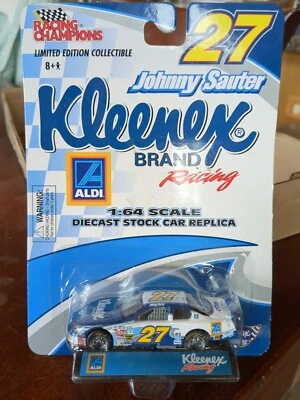 RACING
CHAMPIONS
LIMITED EDITION COLLECTIBLE
8+
27
Johnny Sauter
Kleenex®
BRAND
Racing
ALDI
WARNING:
1:64 SCALE
DIECAST STOCK CAR REPLICA
27
27
ALDI
Kleenex
Racing